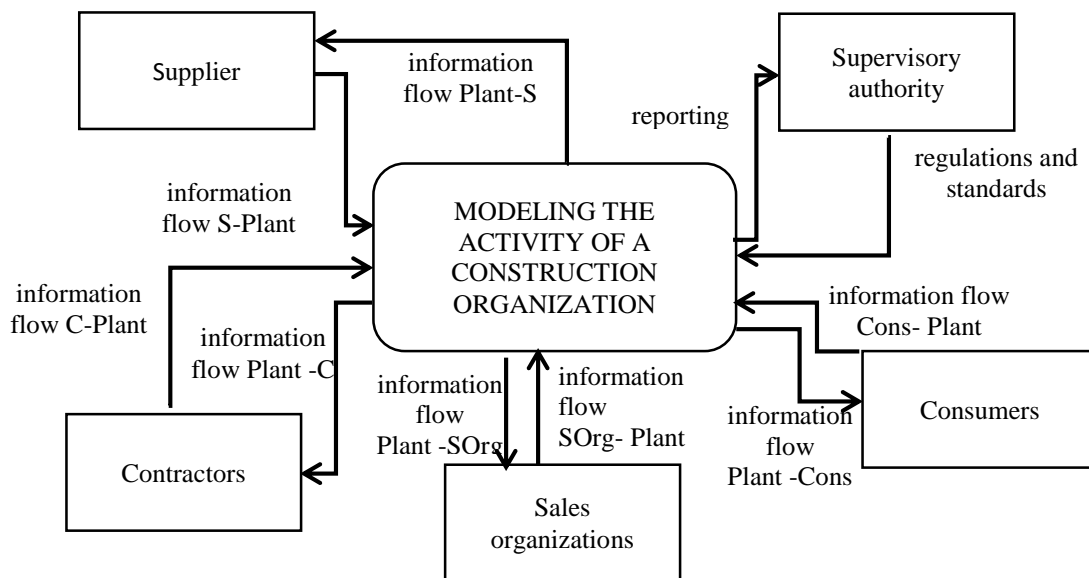 Supplier
information
flow Plant-S
Supervisory
authority
reporting
regulations and
standards
information
flow S-Plant
MODELING THE
ACTIVITY OF A
CONSTRUCTION
ORGANIZATION
information
flow C-Plant
information
flow Plant -C
information flow
Cons- Plant
information
flow
Plant -SOrg
information
flow
SOrg- Plant
information
flow
Plant -Cons
Consumers
Contractors
Sales
organizations